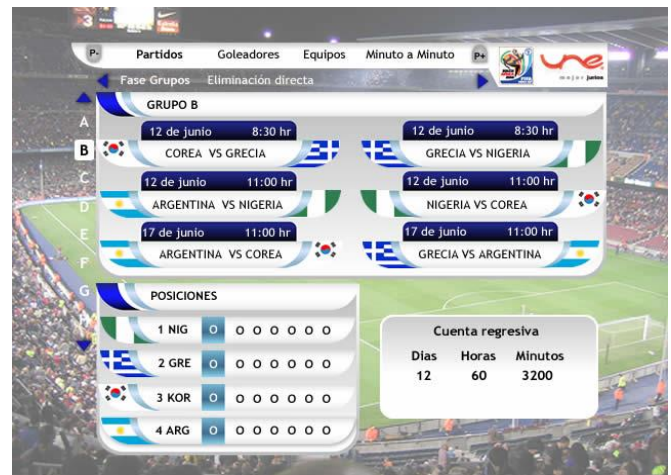 P- Partidos Goleadores Equipos Minuto a Minuto P+
une
mejor juntos
Fase Grupos Eliminación directa
GRUPO B
A
B
C
D
E
F
G
12 de junio 8:30 hr
COREA VS GRECIA
12 de junio 8:30 hr
GRECIA VS NIGERIA
12 de junio 11:00 hr
ARGENTINA VS NIGERIA
12 de junio 11:00 hr
NIGERIA VS COREA
17 de junio 11:00 hr
ARGENTINA VS COREA
17 de junio 11:00 hr
GRECIA VS ARGENTINA
POSICIONES
1 NIG 0 0 0 0 0 0 0
2 GRE 0 0 0 0 0 0 0
3 KOR 0 0 0 0 0 0 0
4 ARG 0 0 0 0 0 0 0
Cuenta regresiva
Dias Horas Minutos
12 60 3200